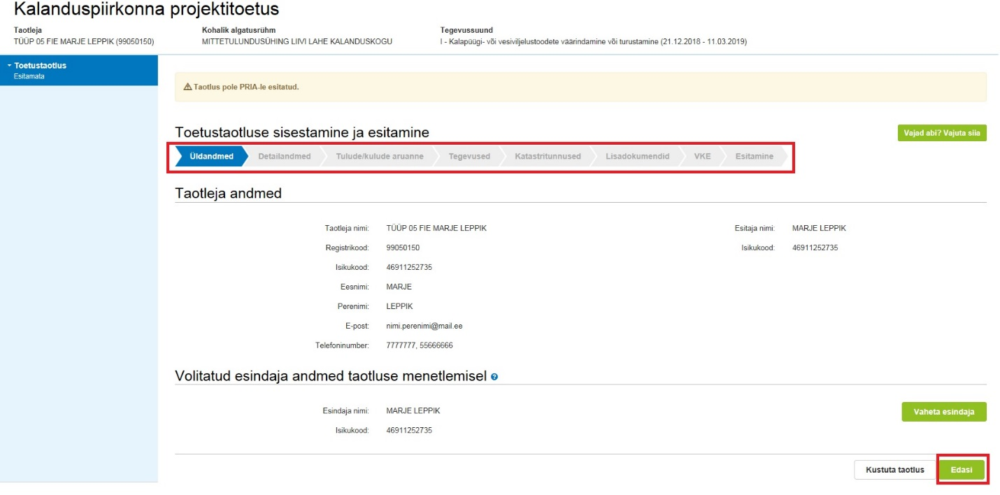 Kalanduspiirkonna projektitoetus
Taotleja Kohalik algatusrühm Tegevussuund
TÜÜP 05 FIE MARJE LEPPIK (99050150) MITTETULUNDUSÜHING LIIVI LAHE KALANDUSKOGU I - Kalapüügi- või vesiviljelustoodete väärindamine või turustamine (21.12.2018 - 11.03.2019)
Toetustaotlus
Esitamata
Taotlus pole PRIA-le esitatud.
Toetustaotluse sisestamine ja esitamine
Vajad abi? Vajuta siia
Üldandmed Detailandmed Tulude/kulude aruanne Tegevused Katastritunnused Lisadokumendid VKE Esitamine
Taotleja andmed
Taotleja nimi: TÜÜP 05 FIE MARJE LEPPIK Esitaja nimi: MARJE LEPPIK
Registrikood: 99050150 Isikukood: 46911252735
Isikukood: 46911252735
Eesnimi: MARJE
Perenimi: LEPPIK
E-post: nimi.perenimi@mail.ee
Telefoninumber: 7777777, 55666666
Volitatud esindaja andmed taotluse menetlemisel ?
Esindaja nimi: MARJE LEPPIK Vaheta esindaja
Isikukood: 46911252735
Kustuta taotlus Edasi